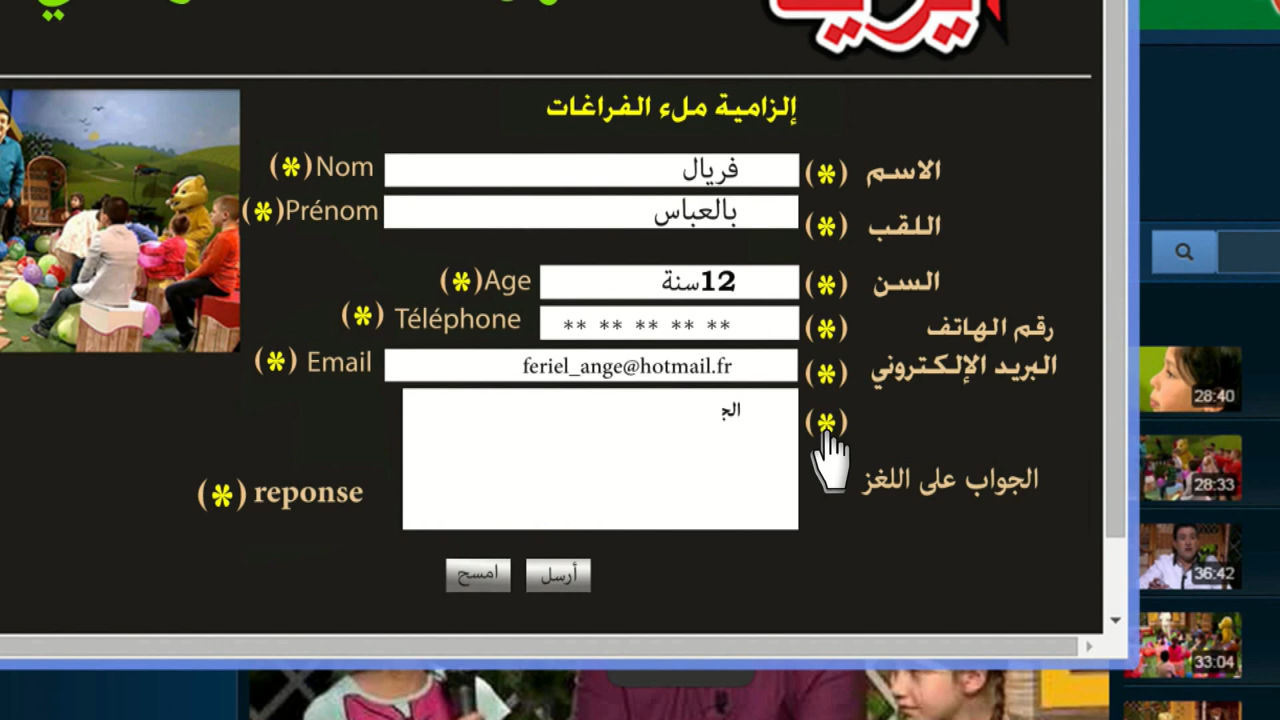 إلزامية ملء الفراغات
الاسم (*) فريال Nom (*)
اللقب (*) بالعباس Prénom (*)
السن (*) 12سنة Age (*)
رقم الهاتف (*) ** ** ** ** ** Téléphone (*)
البريد الإلكتروني (*) feriel_ange@hotmail.fr Email (*)
(*) الج
الجواب على اللغز reponse (*)
أرسل امسح
28:40
28:33
36:42
33:04